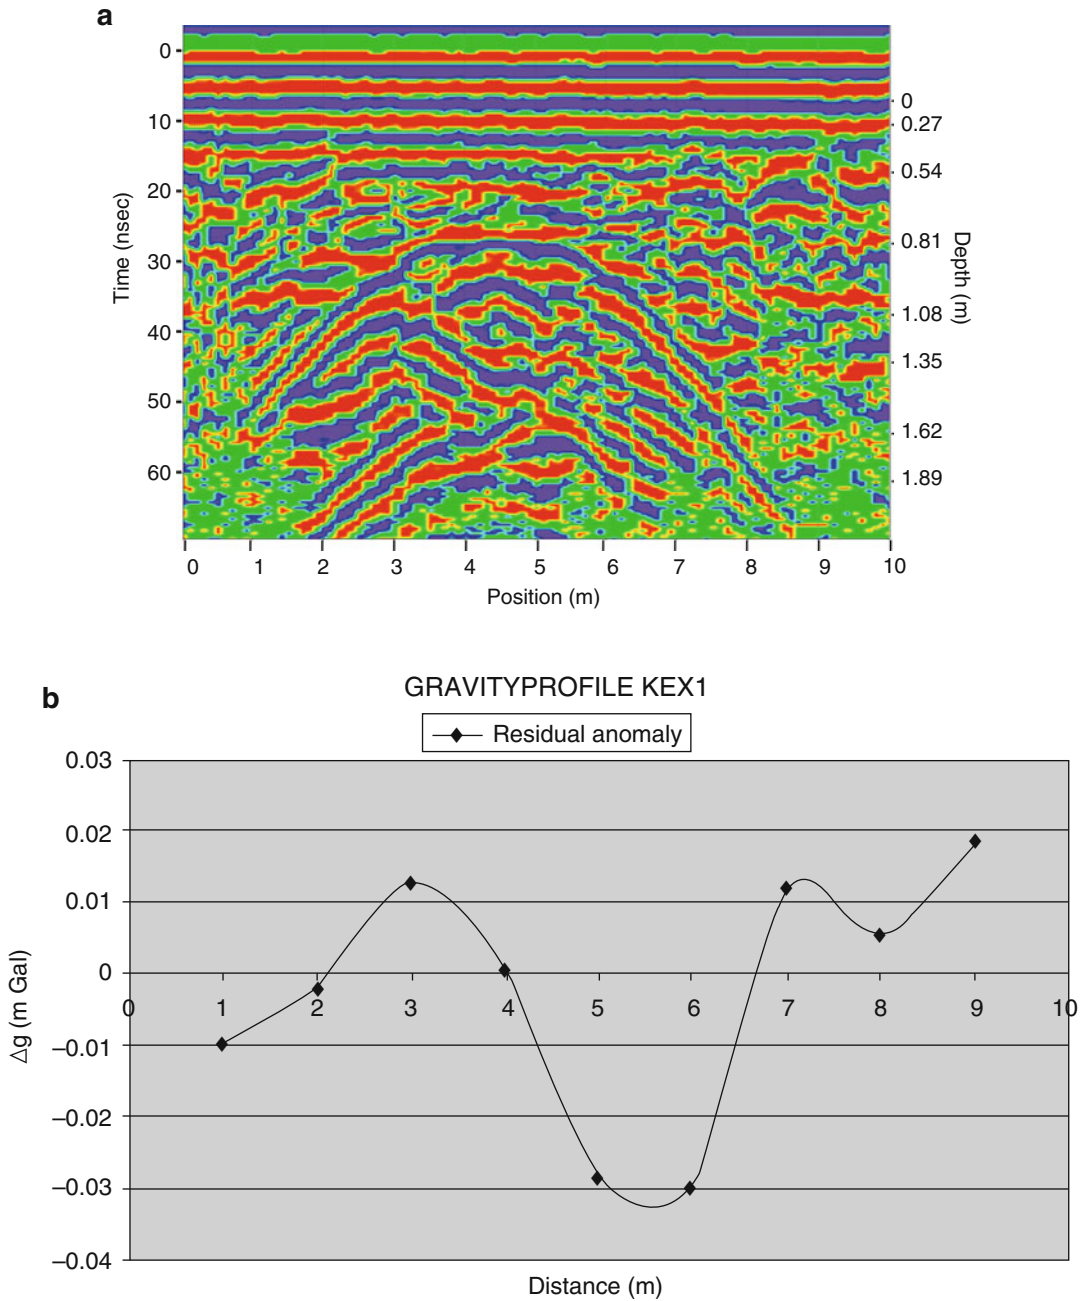 a
0
10
20
30
40
50
60
Time (nsec)
0
0.27
0.54
0.81
1.08
1.35
1.62
1.89
Depth (m)
0 1 2 3 4 5 6 7 8 9 10
Position (m)
b
GRAVITYPROFILE KEX1
Residual anomaly
0.03
0.02
0.01
0
–0.01
–0.02
–0.03
–0.04
Δg (m Gal)
0 1 2 3 4 5 6 7 8 9 10
Distance (m)